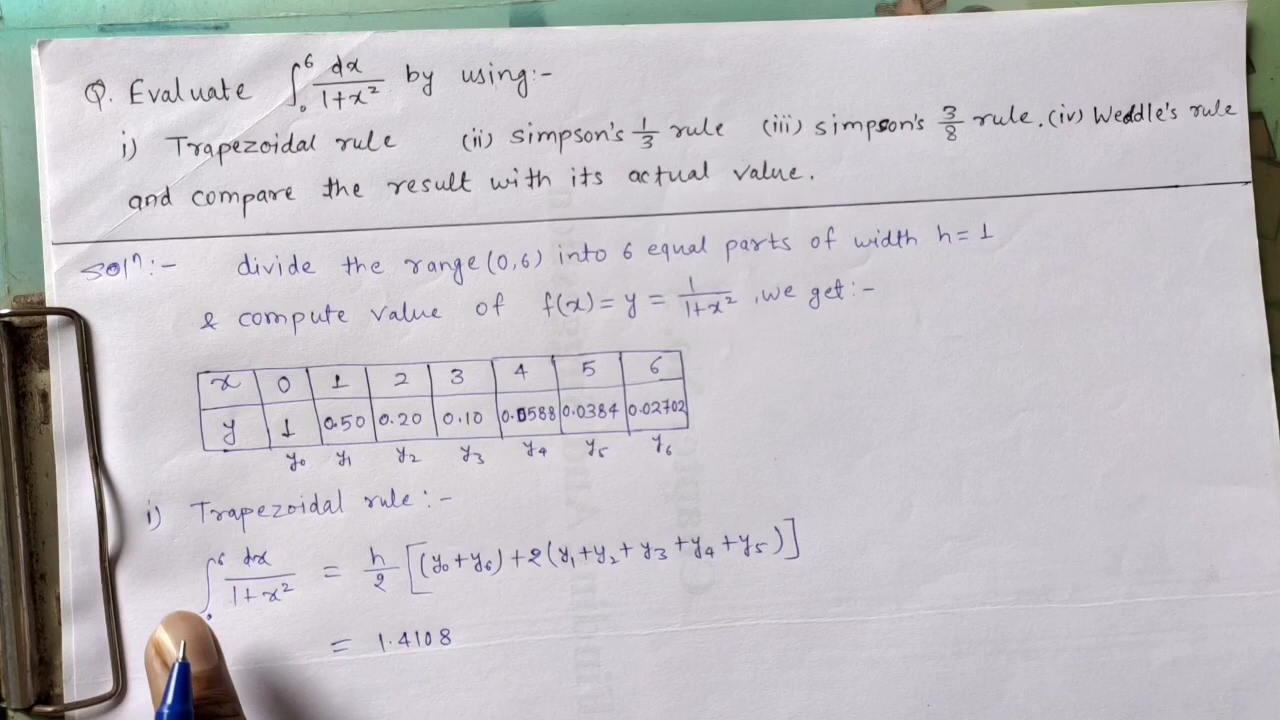 Q. Evaluate ∫₀⁶ dx/(1+x²) by using:-
i) Trapezoidal rule (ii) simpson's 1/3 rule (iii) simpson's 3/8 rule. (iv) Weddle's rule
and compare the result with its actual value.
Solⁿ:- divide the range (0,6) into 6 equal parts of width h=1
& compute value of f(x)= y = 1/(1+x²) , we get:-
x 0 1 2 3 4 5 6
y 1 0.50 0.20 0.10 0.0588 0.0384 0.02702
y₀ y₁ y₂ y₃ y₄ y₅ y₆
i) Trapezoidal rule:-
∫₀⁶ dx/(1+x²) = h/2 [(y₀+y₆)+2(y₁+y₂+y₃+y₄+y₅)]
= 1.4108